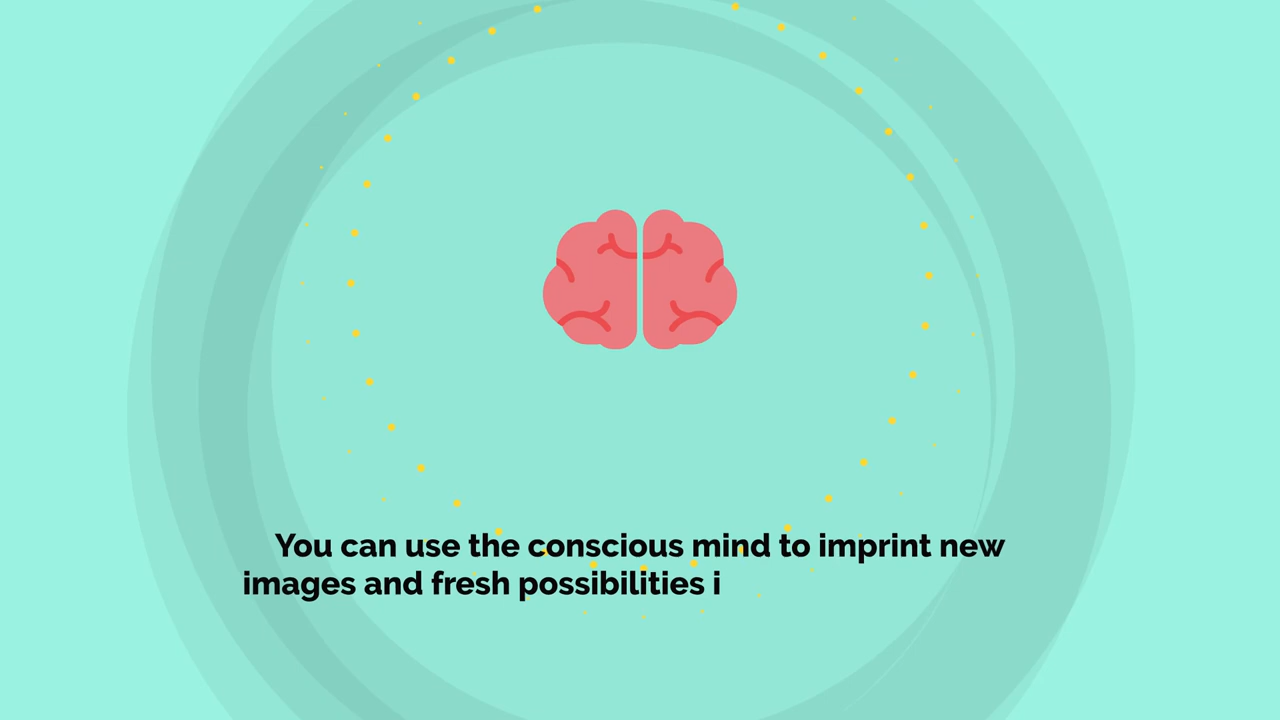 You can use the conscious mind to imprint new
images and fresh possibilities i